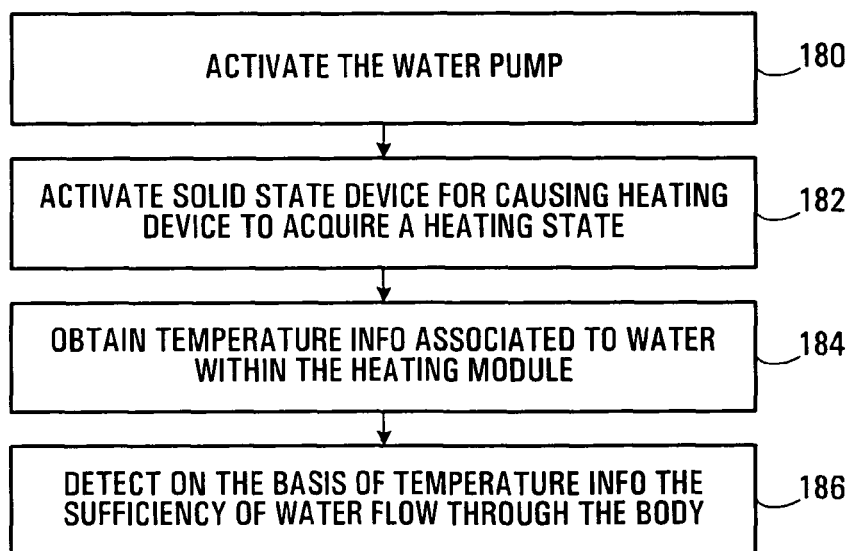 ACTIVATE THE WATER PUMP
180
ACTIVATE SOLID STATE DEVICE FOR CAUSING HEATING
DEVICE TO ACQUIRE A HEATING STATE
182
OBTAIN TEMPERATURE INFO ASSOCIATED TO WATER
WITHIN THE HEATING MODULE
184
DETECT ON THE BASIS OF TEMPERATURE INFO THE
SUFFICIENCY OF WATER FLOW THROUGH THE BODY
186